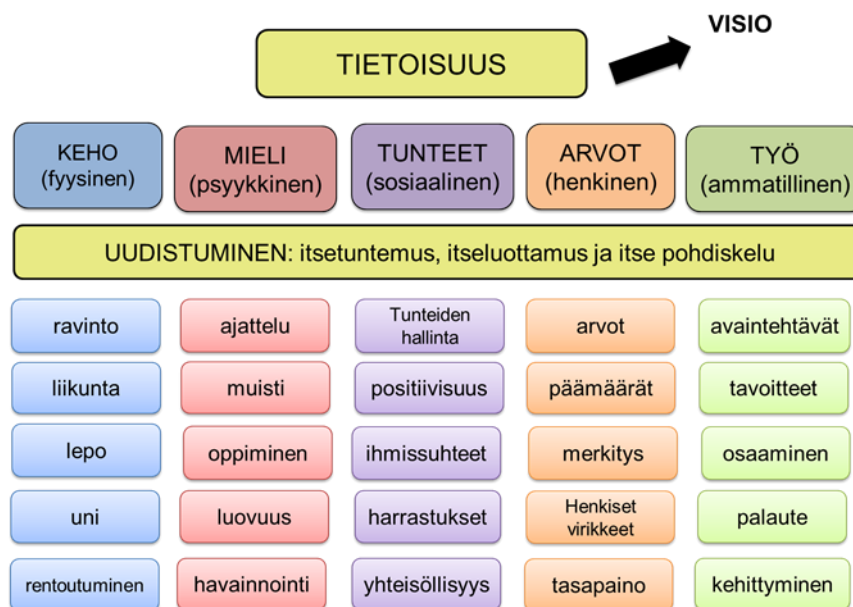 VISIO
TIETOISUUS
KEHO
(fyysinen)
MIELI
(psyykkinen)
TUNTEET
(sosiaalinen)
ARVOT
(henkinen)
TYÖ
(ammatillinen)
UUDISTUMINEN: itsetuntemus, itseluottamus ja itse pohdiskelu
ravinto
ajattelu
Tunteiden
hallinta
arvot
avaintehtävät
liikunta
muisti
positiivisuus
päämäärät
tavoitteet
lepo
oppiminen
ihmissuhteet
merkitys
osaaminen
uni
luovuus
harrastukset
Henkiset
virikkeet
palaute
rentoutuminen
havainnointi
yhteisöllisyys
tasapaino
kehittyminen